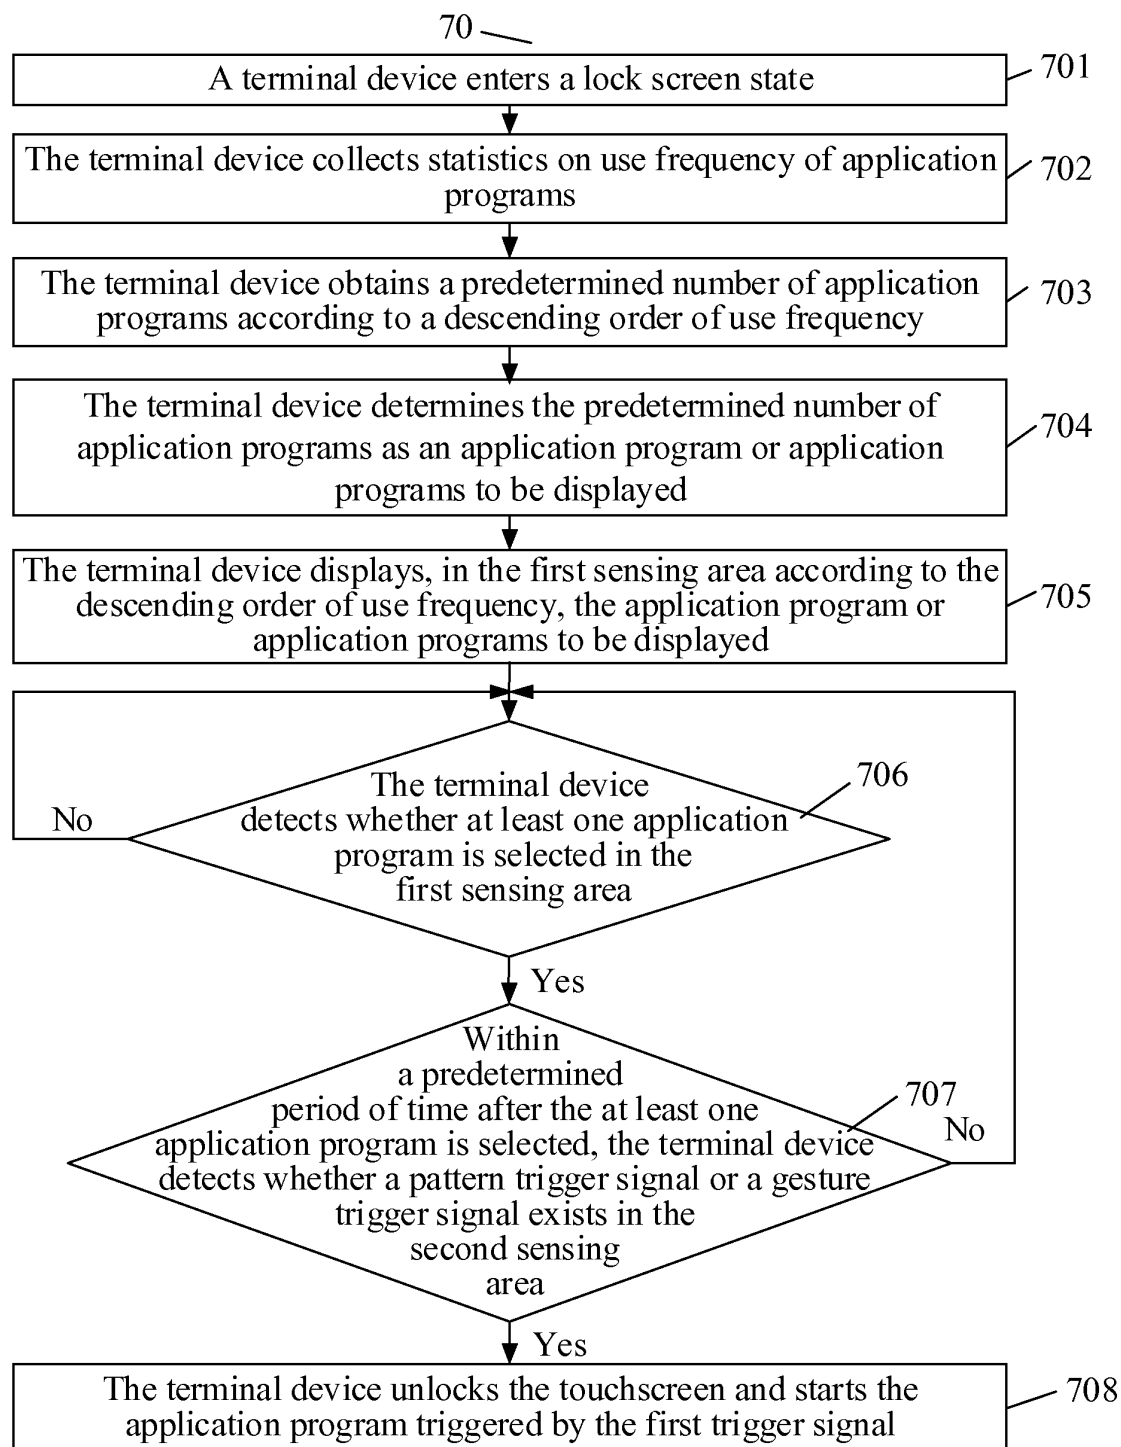 70
A terminal device enters a lock screen state
701
The terminal device collects statistics on use frequency of application
programs
702
The terminal device obtains a predetermined number of application
programs according to a descending order of use frequency
703
The terminal device determines the predetermined number of
application programs as an application program or application
programs to be displayed
704
The terminal device displays, in the first sensing area according to the
descending order of use frequency, the application program or
application programs to be displayed
705
The terminal device
detects whether at least one application
program is selected in the
first sensing area
706
No
Yes
Within
a predetermined
period of time after the at least one
application program is selected, the terminal device
detects whether a pattern trigger signal or a gesture
trigger signal exists in the
second sensing
area
707
No
Yes
The terminal device unlocks the touchscreen and starts the
application program triggered by the first trigger signal
708